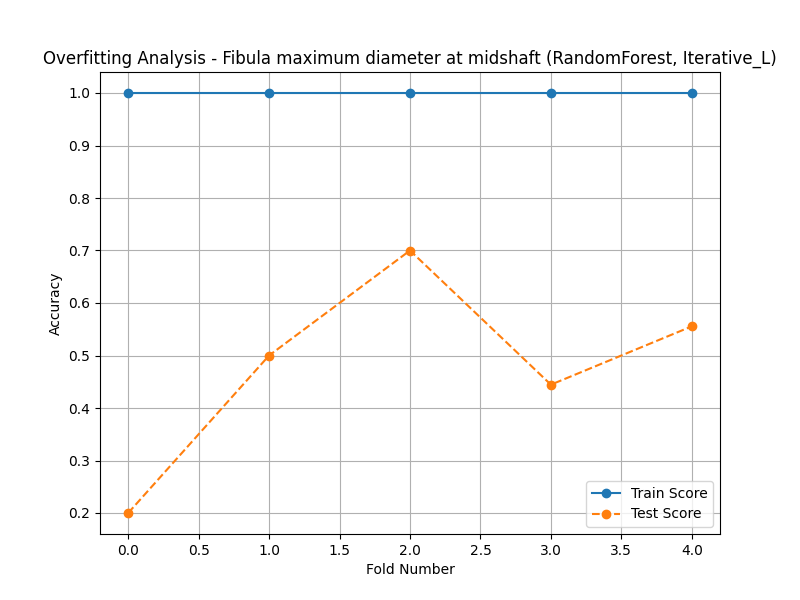 Overfitting Analysis - Fibula maximum diameter at midshaft (RandomForest, Iterative_L)
1.0
0.9
0.8
0.7
0.6
0.5
0.4
0.3
0.2
Accuracy
Train Score
Test Score
0.0 0.5 1.0 1.5 2.0 2.5 3.0 3.5 4.0
Fold Number